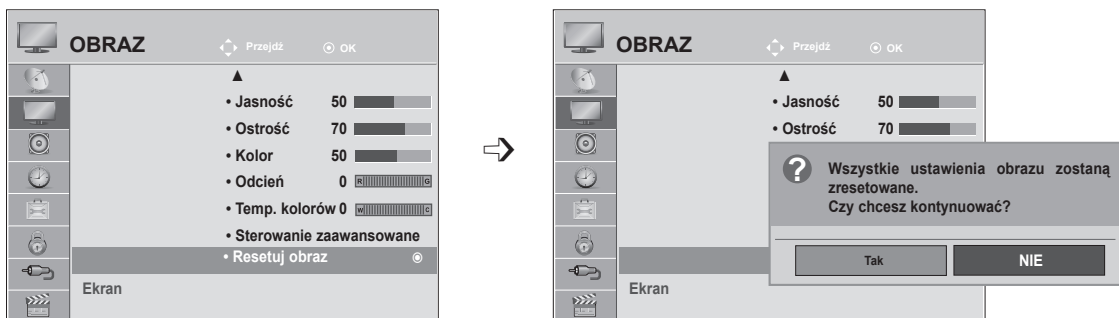 OBRAZ
Przejdź
OK
• Jasność 50
• Ostrość 70
• Kolor 50
• Odcień 0 R G
• Temp. kolorów 0 W C
• Sterowanie zaawansowane
• Resetuj obraz
Ekran
OBRAZ
Przejdź
OK
• Jasność 50
• Ostrość 70
Wszystkie ustawienia obrazu zostaną
zresetowane.
Czy chcesz kontynuować?
Tak
NIE
Ekran